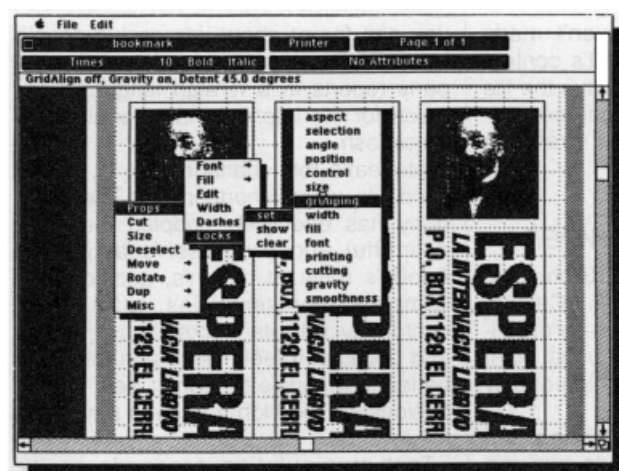 File Edit
bookmark
Printer
Page 1 of 1
Times 10 - Bold Italic
No Attributes
GridAlign off, Gravity on, Detent 45.0 degrees
Props
Cut
Size
Deselect
Move
Rotate
Dup
Misc
Font
Fill
Edit
Width
Dashes
Locks
set
show
clear
aspect
selection
angle
position
control
size
grouping
width
fill
font
printing
cutting
gravity
smoothness
ESPERA
LA INTERNACIA LINGVO
P.O. BOX 1129 EL CERRI
ESPERA
INTERNACIA LINGVO
BOX 1129 EL CERRI
ESPERA
LA INTERNACIA LINGVO
P.O. BOX 1129 EL CERRI